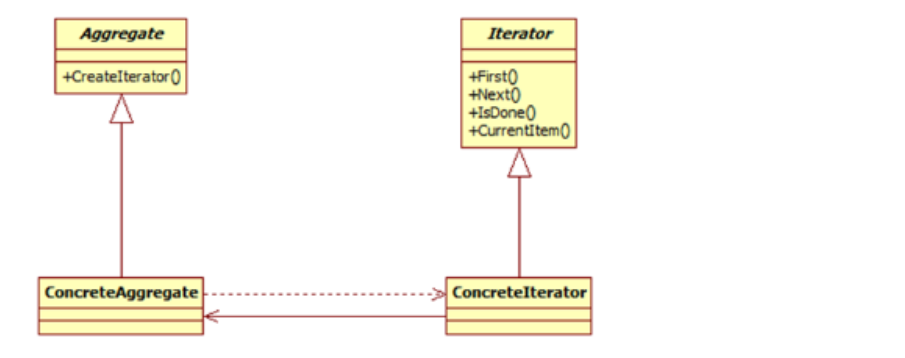 Aggregate
+CreateIterator()
Iterator
+First()
+Next()
+IsDone()
+CurrentItem()
ConcreteAggregate
ConcreteIterator